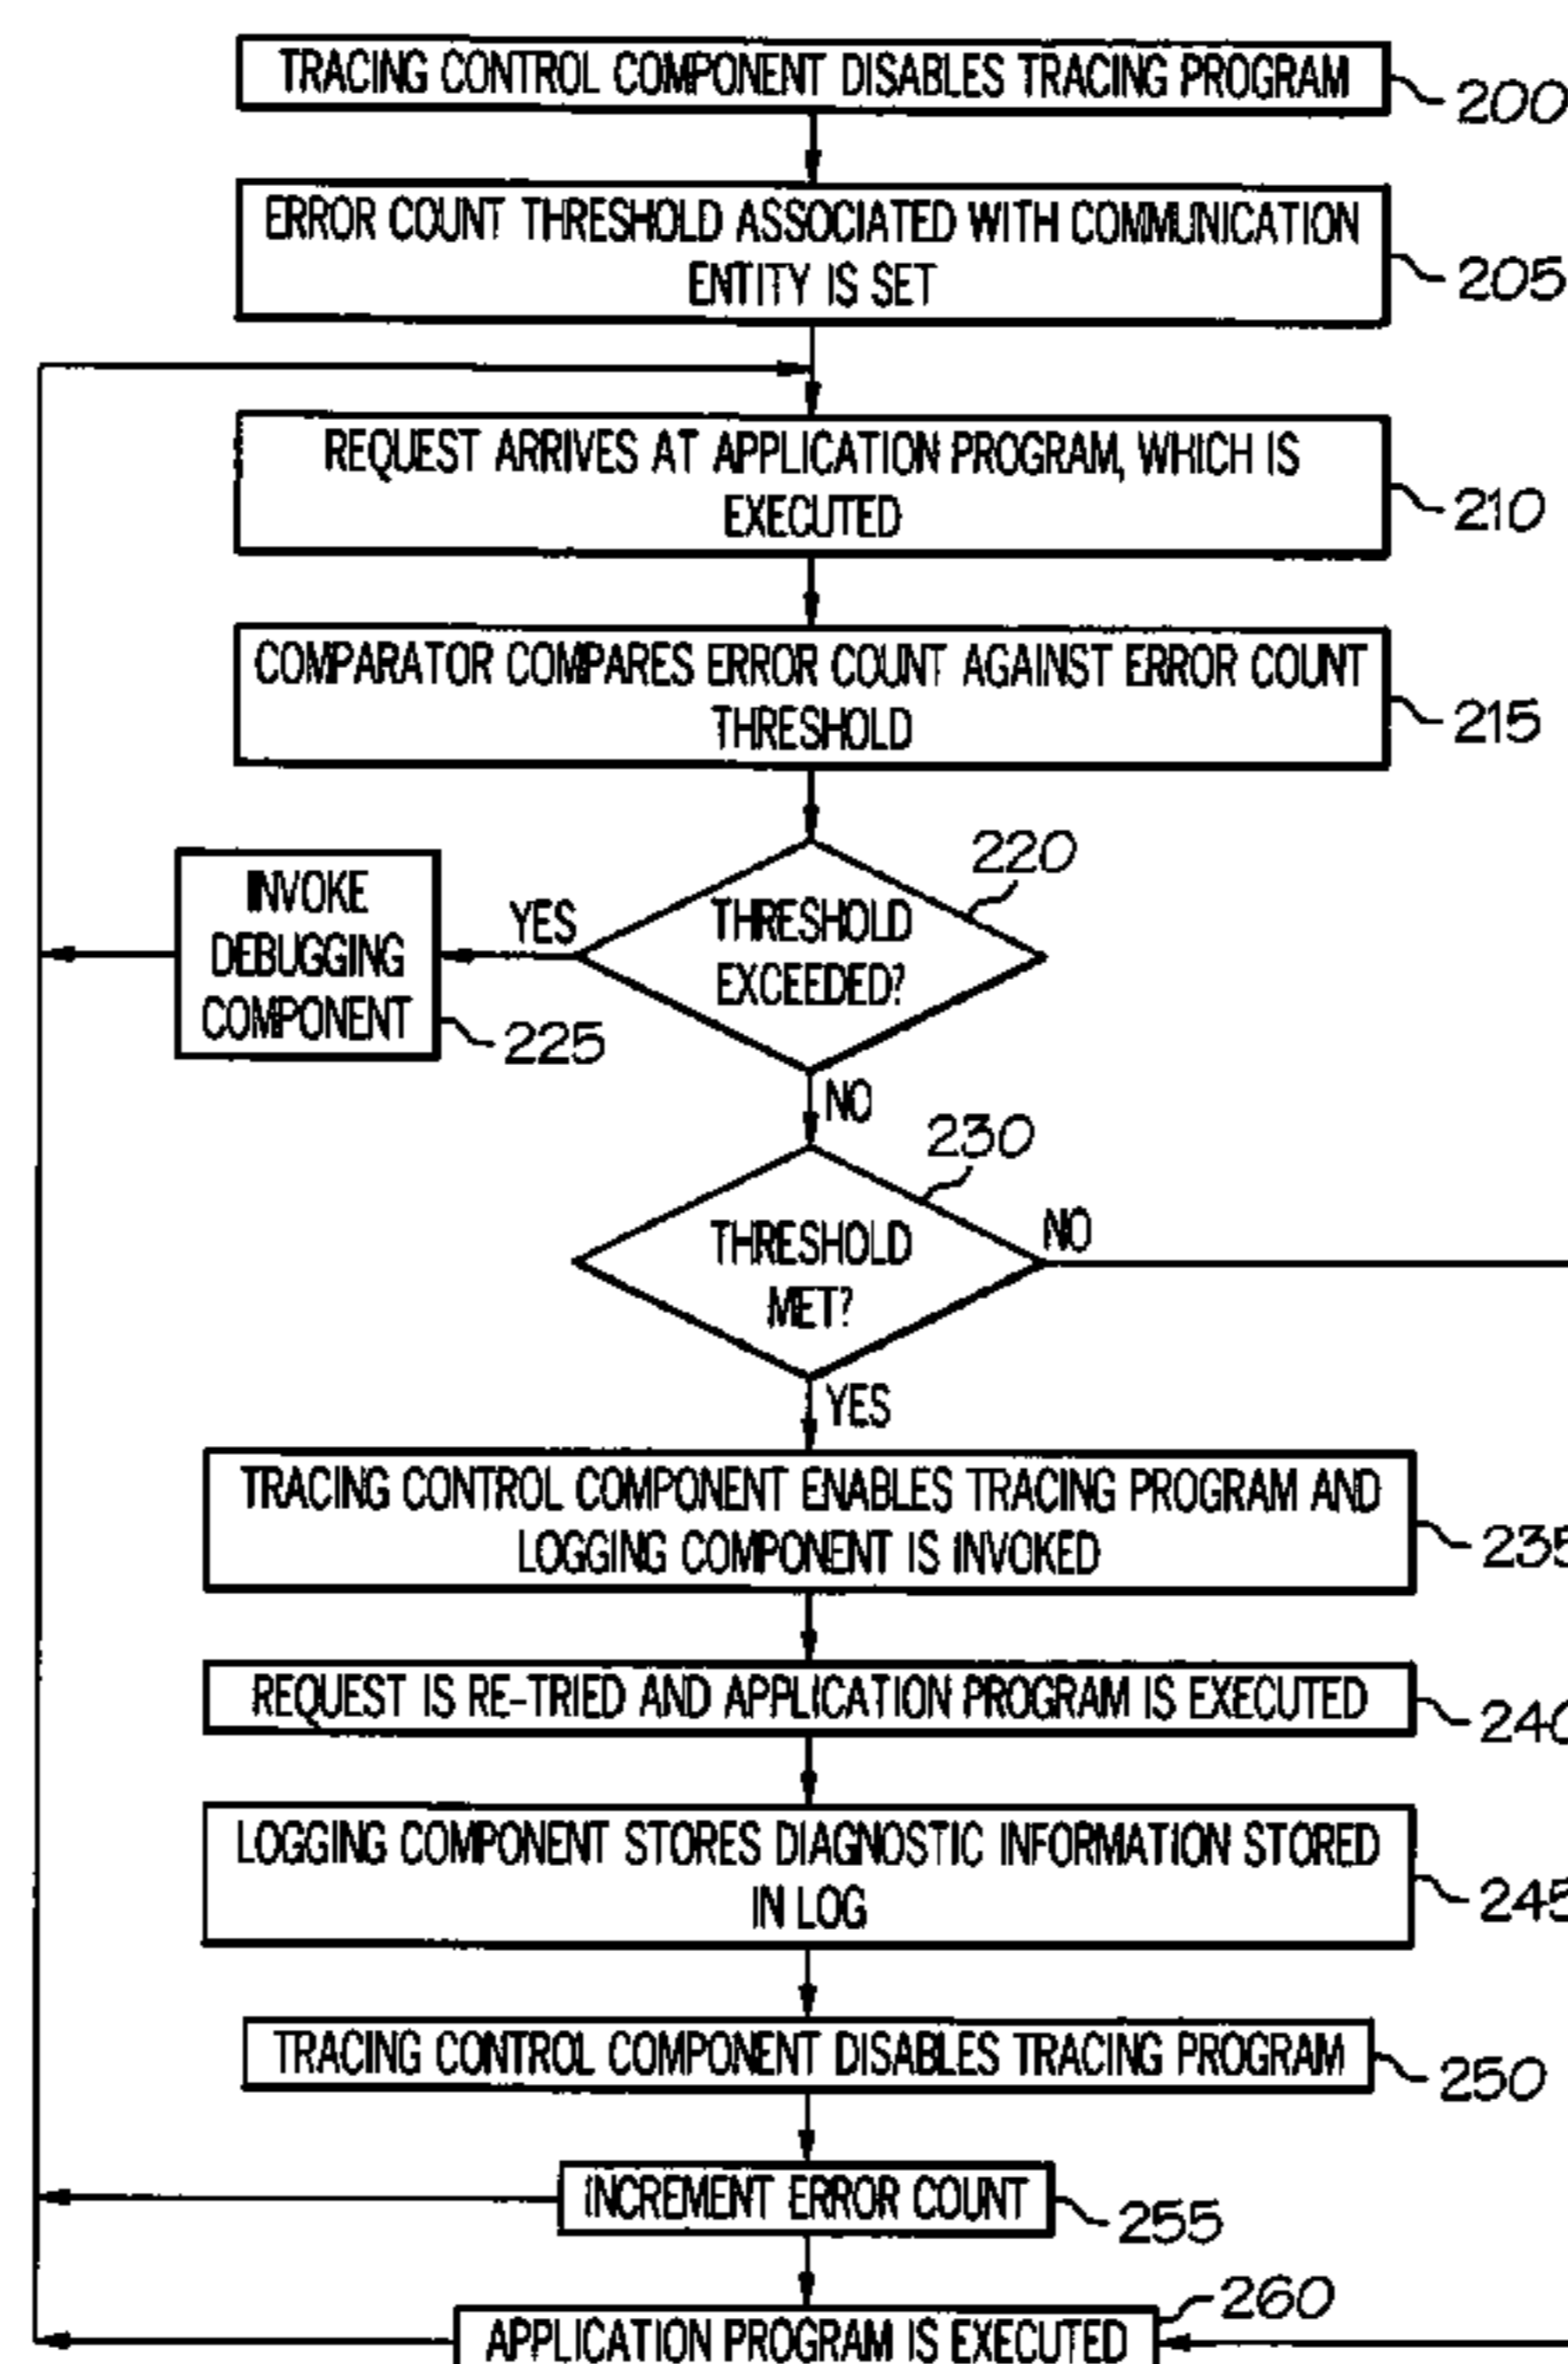 TRACING CONTROL COMPONENT DISABLES TRACING PROGRAM
200
ERROR COUNT THRESHOLD ASSOCIATED WITH COMMUNICATION
ENTITY IS SET
205
REQUEST ARRIVES AT APPLICATION PROGRAM, WHICH IS
EXECUTED
210
COMPARATOR COMPARES ERROR COUNT AGAINST ERROR COUNT
THRESHOLD
215
220
THRESHOLD
EXCEEDED?
YES
INVOKE
DEBUGGING
COMPONENT
225
NO
230
THRESHOLD
MET?
NO
YES
TRACING CONTROL COMPONENT ENABLES TRACING PROGRAM AND
LOGGING COMPONENT IS INVOKED
235
REQUEST IS RE-TRIED AND APPLICATION PROGRAM IS EXECUTED
240
LOGGING COMPONENT STORES DIAGNOSTIC INFORMATION STORED
IN LOG
245
TRACING CONTROL COMPONENT DISABLES TRACING PROGRAM
250
INCREMENT ERROR COUNT
255
260
APPLICATION PROGRAM IS EXECUTED